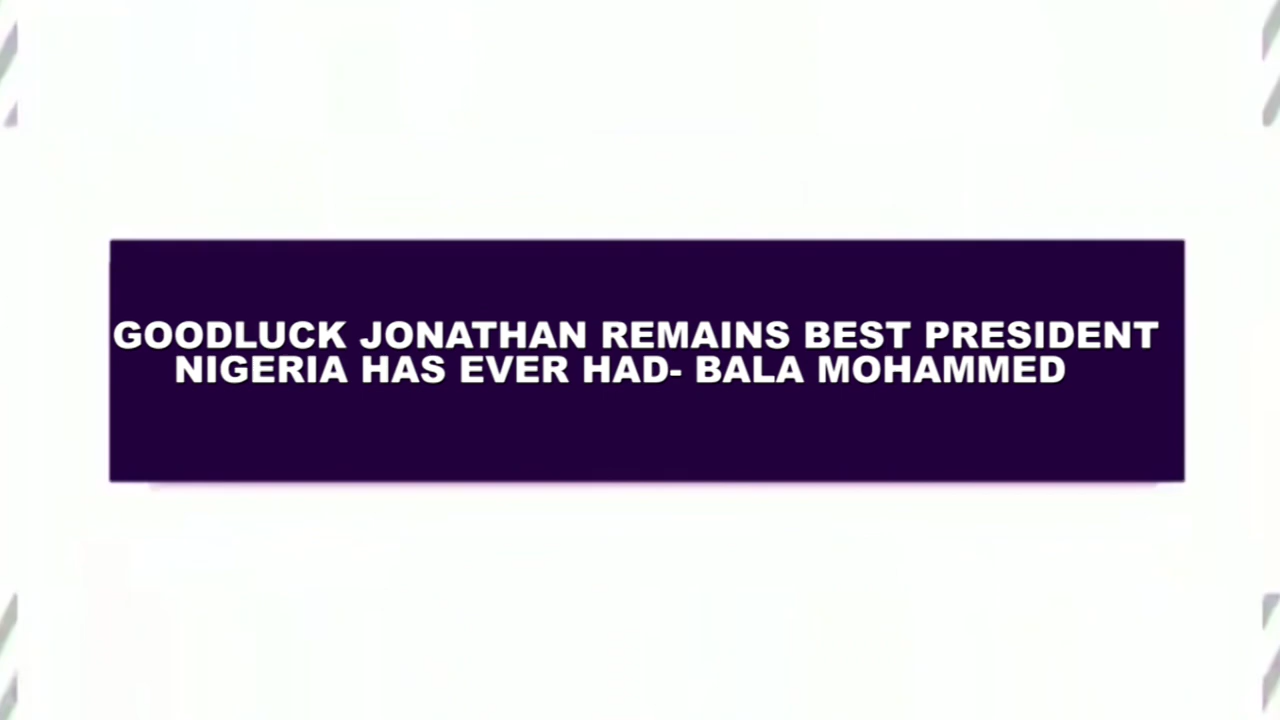 GOODLUCK JONATHAN REMAINS BEST PRESIDENT
NIGERIA HAS EVER HAD- BALA MOHAMMED